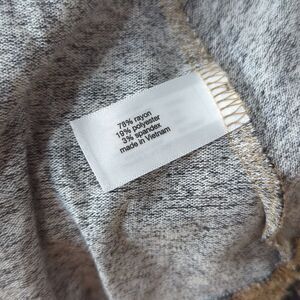 78% rayon
19% polyester
3% spandex
made in Vietnam